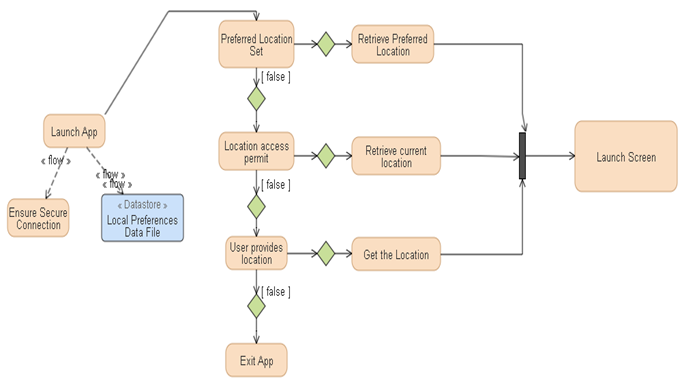 Preferred Location
Set
Retrieve Preferred
Location
[ false ]
Launch App
« flow »
« flow »
« flow »
Ensure Secure
Connection
« Datastore »
Local Preferences
Data File
Location access
permit
Retrieve current
location
Launch Screen
[ false ]
User provides
location
Get the Location
[ false ]
Exit App